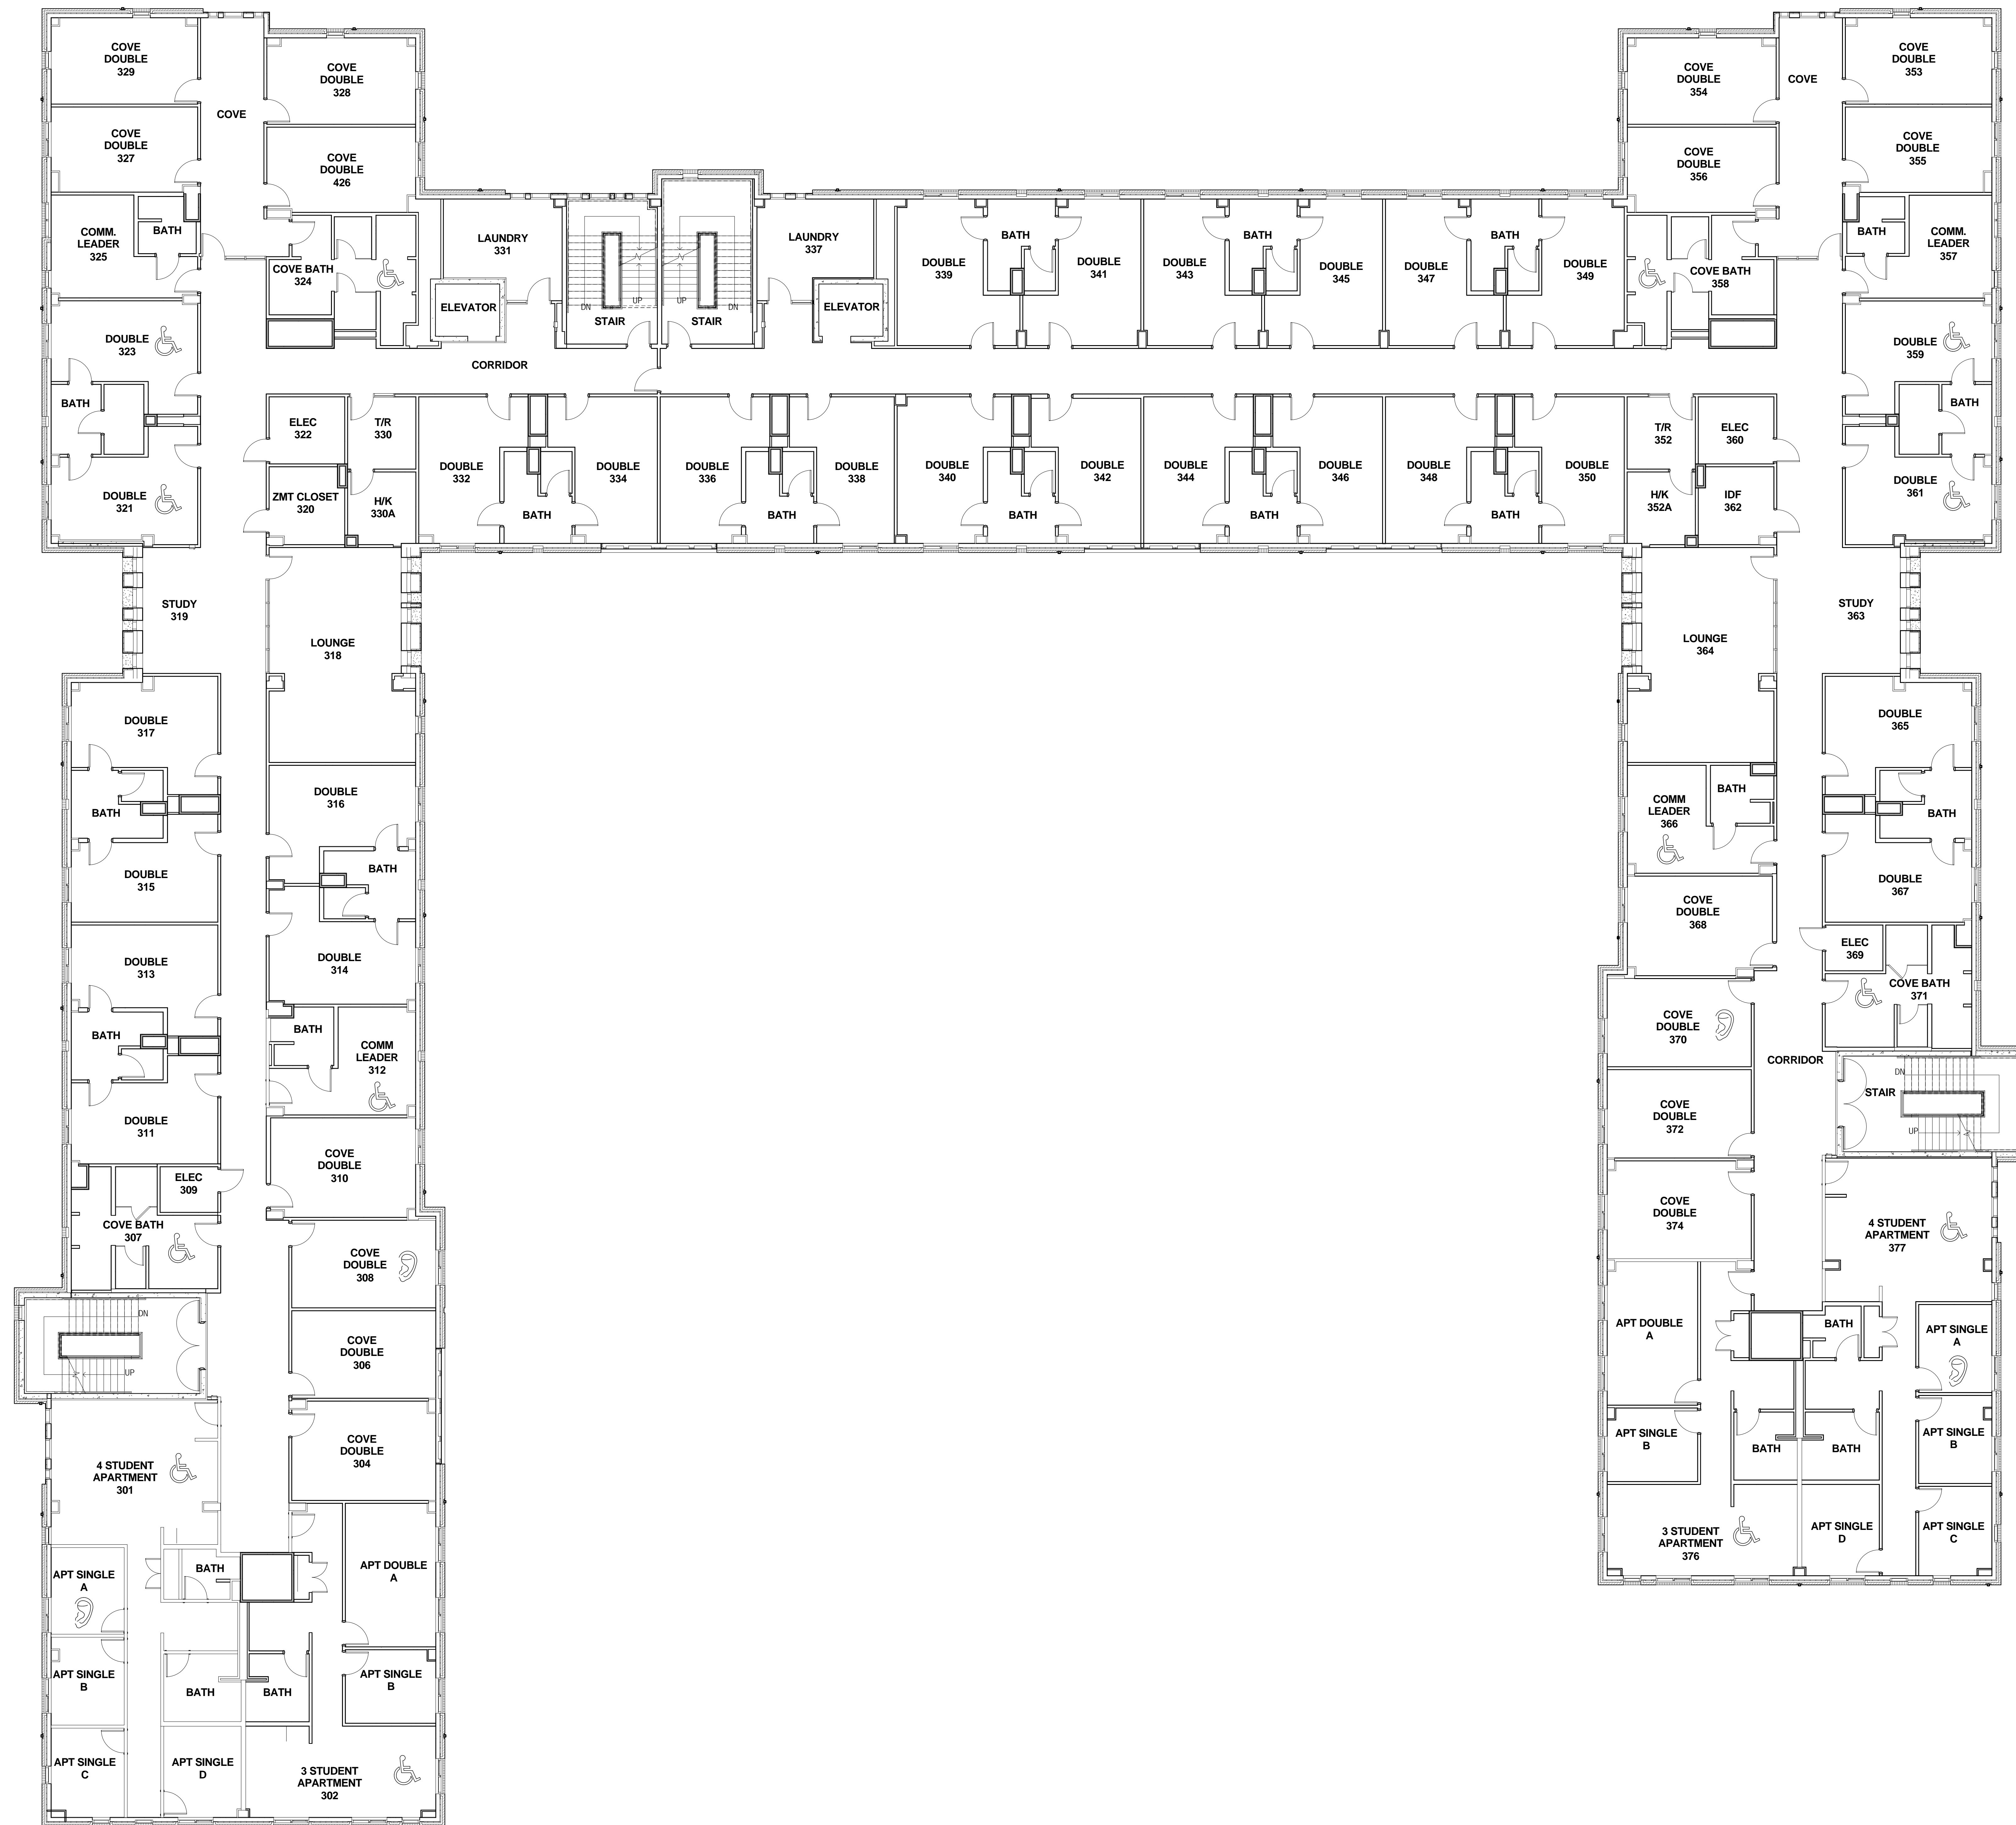 COVE
DOUBLE
329
COVE
DOUBLE
328
COVE
COVE
DOUBLE
327
COVE
DOUBLE
426
COMM.
LEADER
325
BATH
COVE BATH
324
LAUNDRY
331
ELEVATOR
DN
UP
STAIR
UP
DN
STAIR
LAUNDRY
337
ELEVATOR
DOUBLE
339
BATH
DOUBLE
341
DOUBLE
343
BATH
DOUBLE
345
DOUBLE
347
BATH
DOUBLE
349
COVE
DOUBLE
354
COVE
COVE
DOUBLE
353
COVE
DOUBLE
356
COVE
DOUBLE
355
COVE BATH
358
BATH
COMM.
LEADER
357
DOUBLE
323
BATH
DOUBLE
321
CORRIDOR
ELEC
322
T/R
330
ZMT CLOSET
320
H/K
330A
DOUBLE
332
BATH
DOUBLE
334
DOUBLE
336
BATH
DOUBLE
338
DOUBLE
340
BATH
DOUBLE
342
DOUBLE
344
BATH
DOUBLE
346
DOUBLE
348
BATH
DOUBLE
350
T/R
352
ELEC
360
H/K
352A
IDF
362
DOUBLE
359
BATH
DOUBLE
361
STUDY
319
LOUNGE
318
LOUNGE
364
STUDY
363
DOUBLE
317
BATH
DOUBLE
315
DOUBLE
316
BATH
DOUBLE
314
DOUBLE
313
BATH
DOUBLE
311
BATH
COMM
LEADER
312
COVE
DOUBLE
310
ELEC
309
COVE BATH
307
COVE
DOUBLE
308
DN
UP
COVE
DOUBLE
306
COVE
DOUBLE
304
4 STUDENT
APARTMENT
301
BATH
APT DOUBLE
A
APT SINGLE
A
APT SINGLE
B
BATH
BATH
APT SINGLE
B
APT SINGLE
C
APT SINGLE
D
3 STUDENT
APARTMENT
302
DOUBLE
365
COMM
LEADER
366
BATH
BATH
DOUBLE
367
COVE
DOUBLE
368
ELEC
369
COVE BATH
371
COVE
DOUBLE
370
CORRIDOR
DN
STAIR
UP
COVE
DOUBLE
372
COVE
DOUBLE
374
4 STUDENT
APARTMENT
377
APT DOUBLE
A
BATH
APT SINGLE
A
APT SINGLE
B
BATH
BATH
APT SINGLE
B
3 STUDENT
APARTMENT
376
APT SINGLE
D
APT SINGLE
C